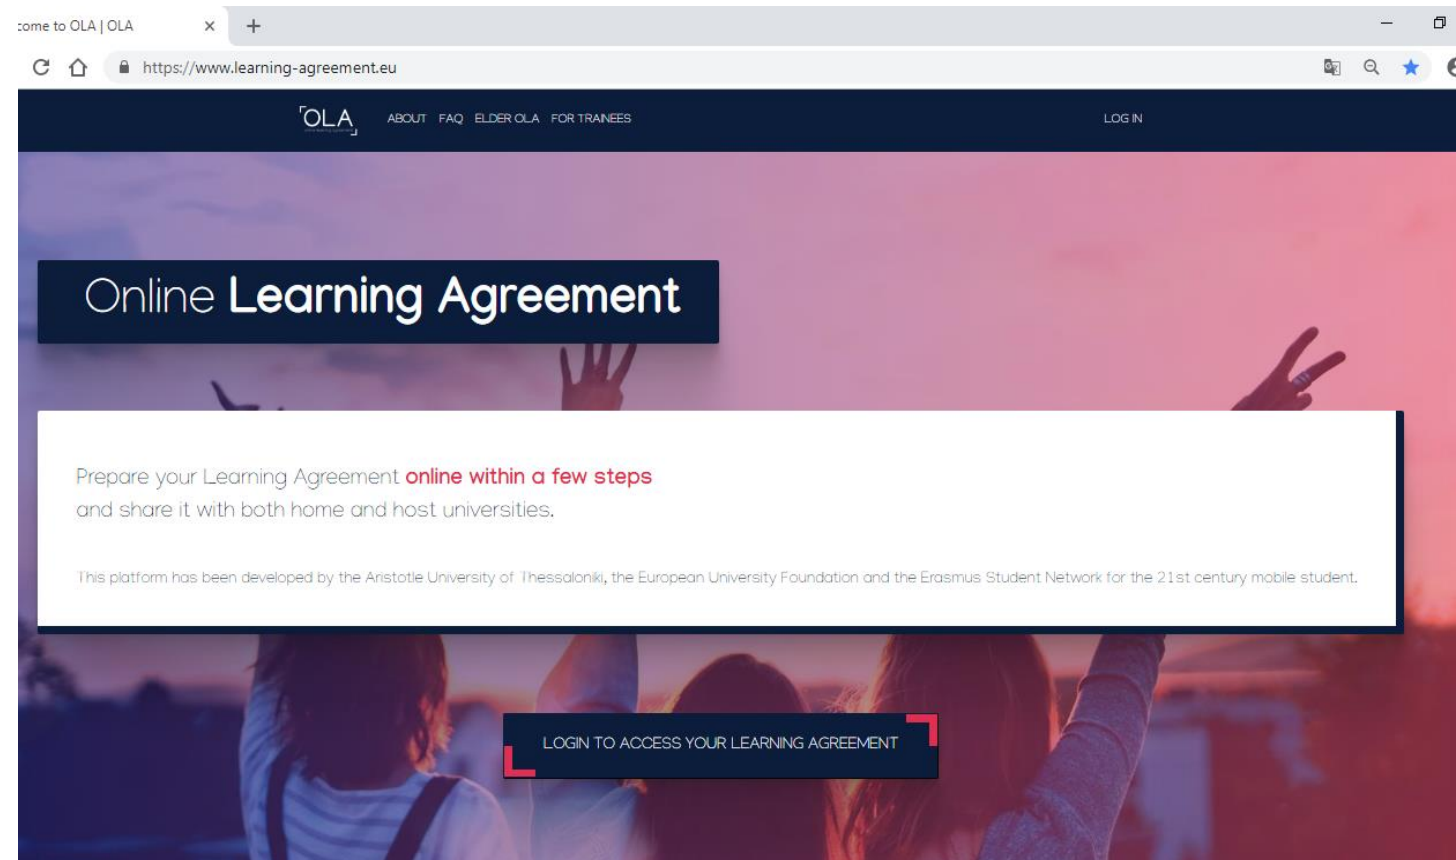 come to OLA | OLA
https://www.learning-agreement.eu
OLA ABOUT FAQ ELDER OLA FOR TRAINEES LOG IN
Online Learning Agreement
Prepare your Learning Agreement online within a few steps
and share it with both home and host universities.
This platform has been developed by the Aristotle University of Thessaloniki, the European University Foundation and the Erasmus Student Network for the 21st century mobile student.
LOGIN TO ACCESS YOUR LEARNING AGREEMENT